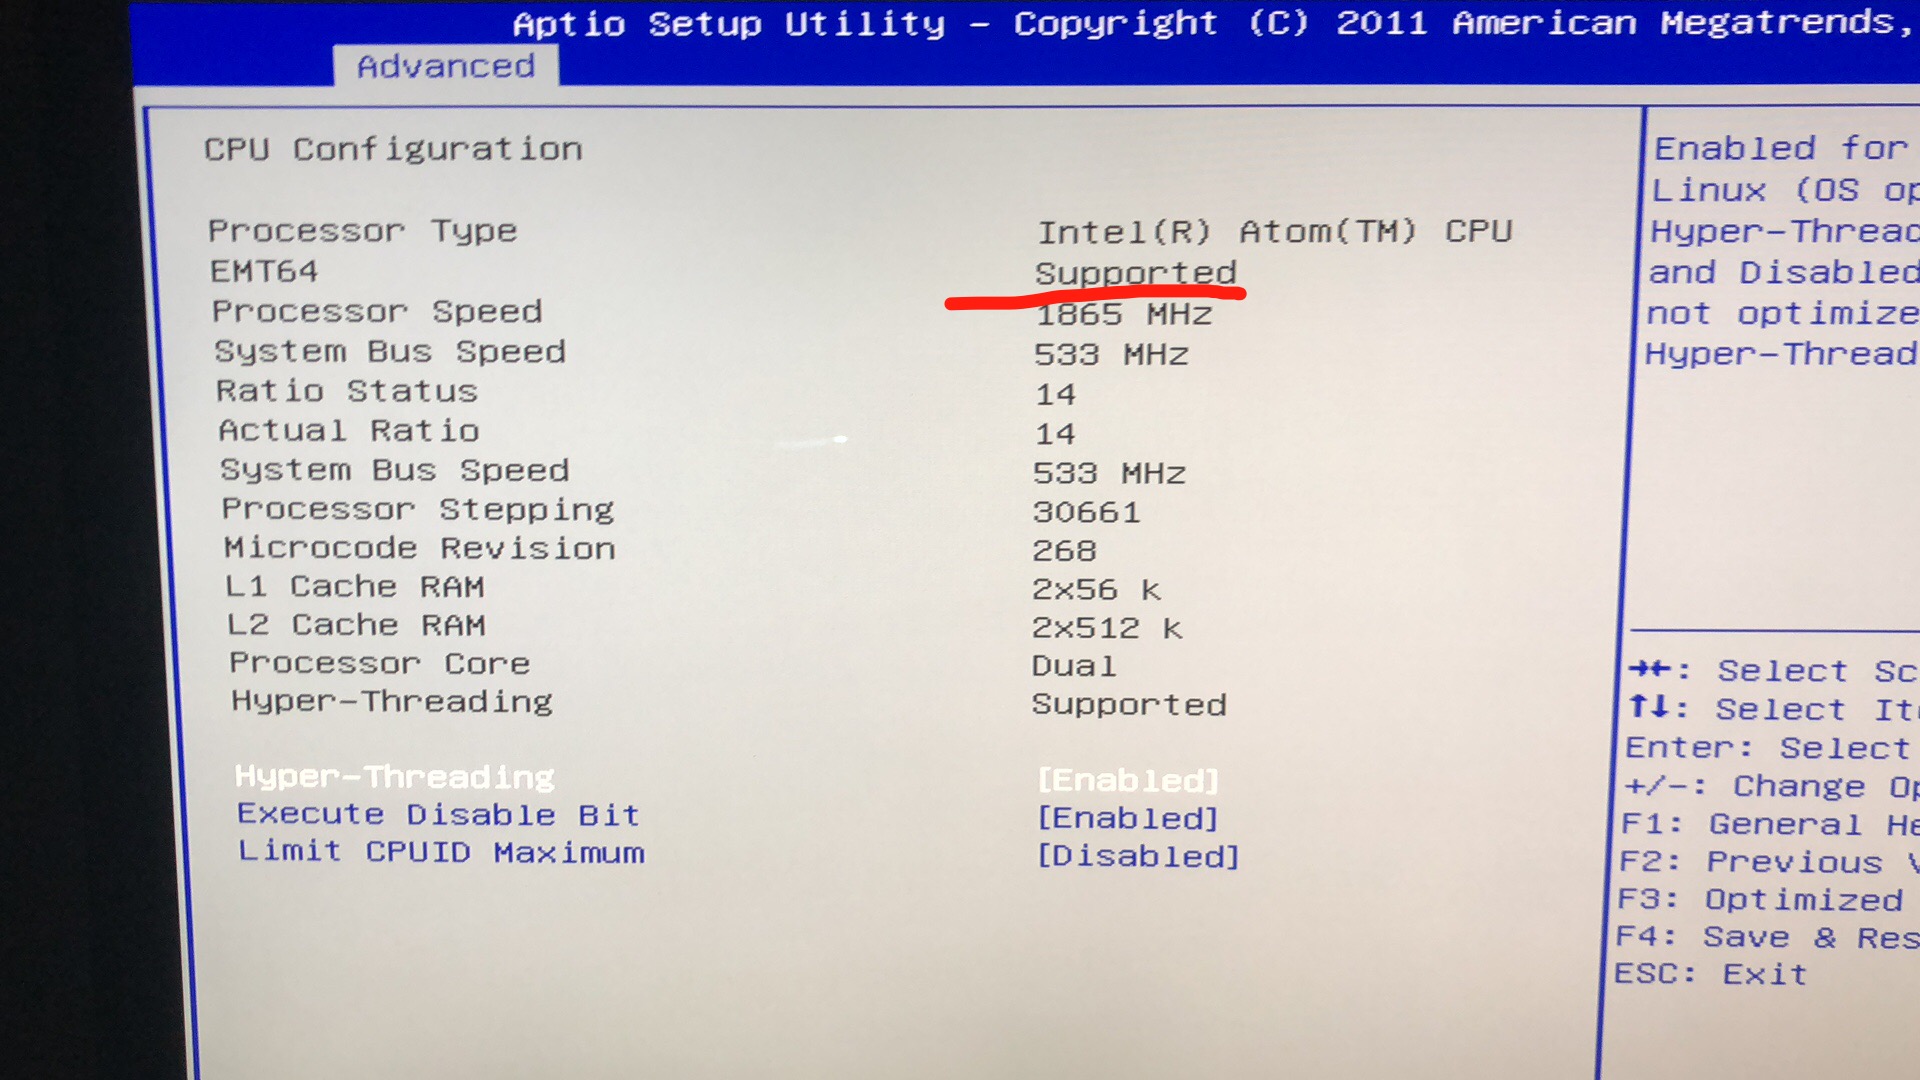 Aptio Setup Utility - Copyright (C) 2011 American Megatrends,
Advanced
CPU Configuration
Processor Type Intel(R) Atom(TM) CPU
EMT64 Supported
Processor Speed 1865 MHz
System Bus Speed 533 MHz
Ratio Status 14
Actual Ratio 14
System Bus Speed 533 MHz
Processor Stepping 30661
Microcode Revision 268
L1 Cache RAM 2x56 k
L2 Cache RAM 2x512 k
Processor Core Dual
Hyper-Threading Supported
Hyper-Threading [Enabled]
Execute Disable Bit [Enabled]
Limit CPUID Maximum [Disabled]
Enabled for
Linux (OS op
Hyper-Threa
and Disabled
not optimize
Hyper-Thread
→←: Select Sc
↑↓: Select It
Enter: Select
+/-: Change Op
F1: General He
F2: Previous
F3: Optimized
F4: Save & Res
ESC: Exit